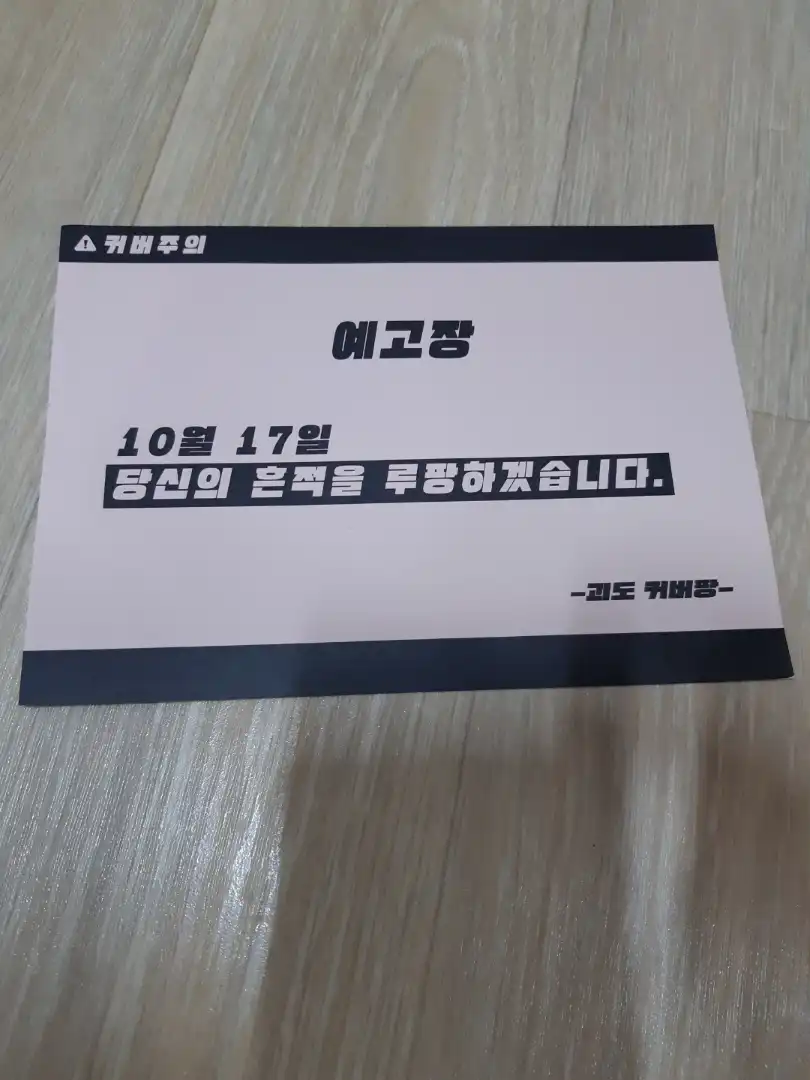 커버주의
예고장
10월 17일
당신의 흔적을 루팡하겠습니다.
-괴도 커버팡-